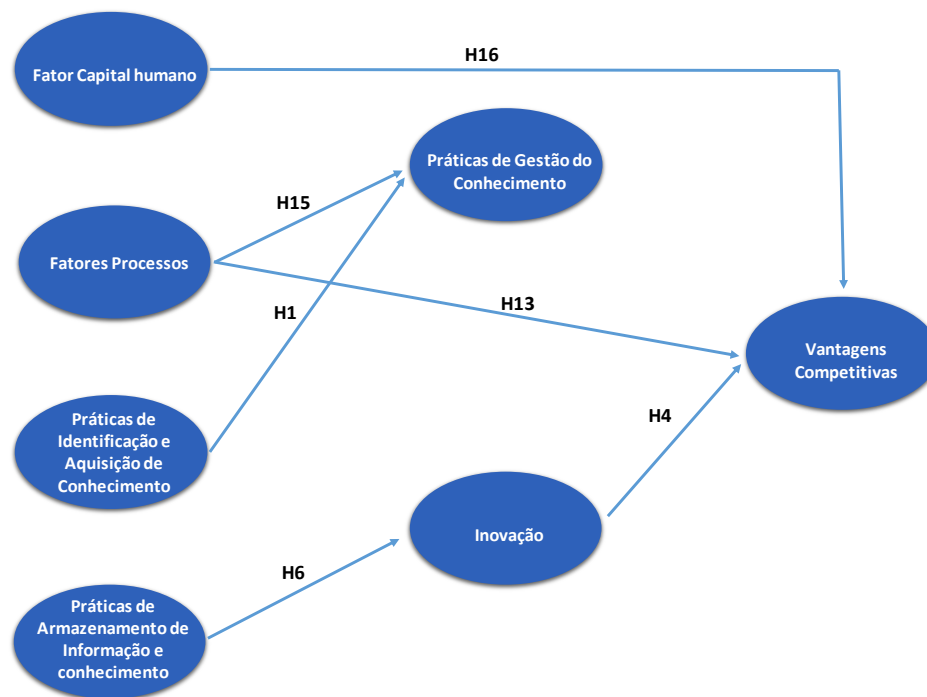 H16
Fator Capital humano
Práticas de Gestão do
Conhecimento
H15
Fatores Processos
H1
H13
Vantagens
Competitivas
Práticas de
Identificação e
Aquisição de
Conhecimento
H4
Inovação
H6
Práticas de
Armazenamento de
Informação e
conhecimento